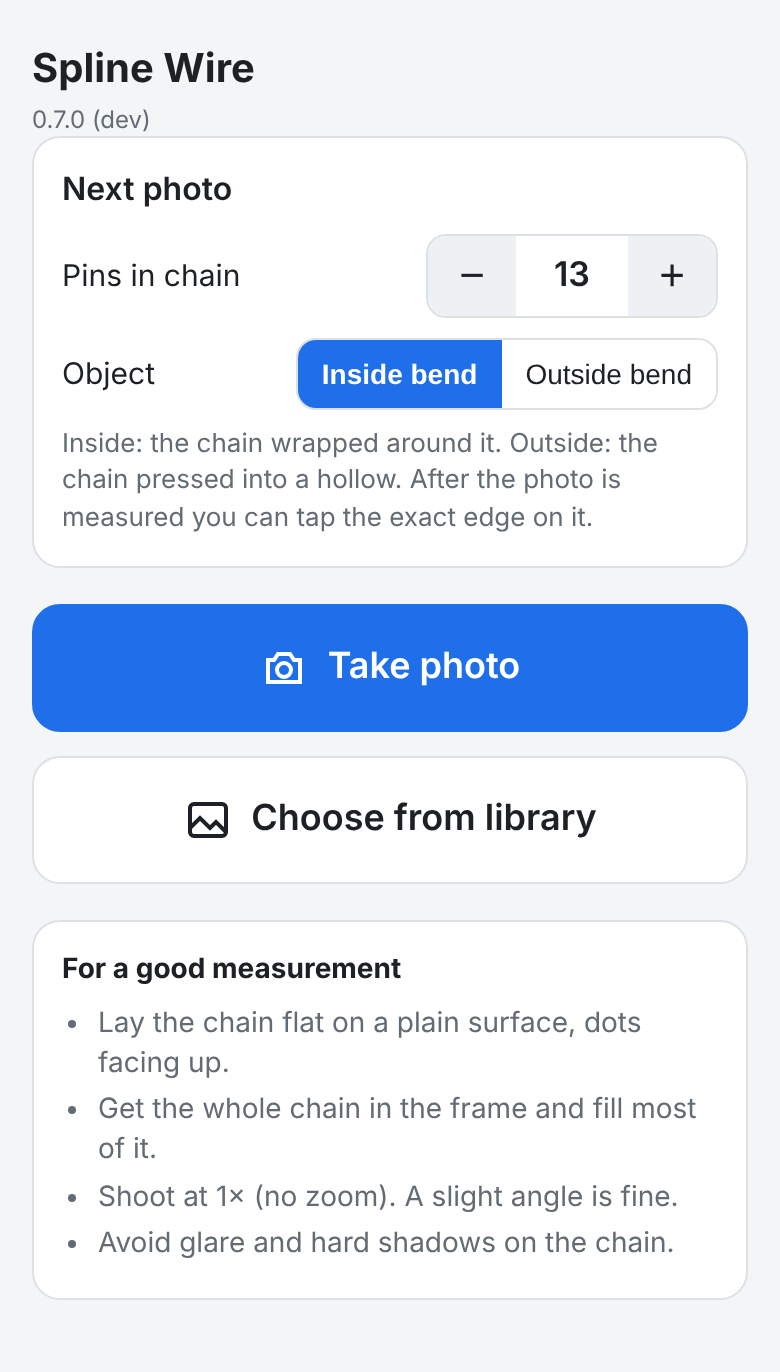 Spline Wire
0.7.0 (dev)
Next photo
Pins in chain
− 13 +
Object
Inside bend Outside bend
Inside: the chain wrapped around it. Outside: the
chain pressed into a hollow. After the photo is
measured you can tap the exact edge on it.
Take photo
Choose from library
For a good measurement
• Lay the chain flat on a plain surface, dots
facing up.
• Get the whole chain in the frame and fill most
of it.
• Shoot at 1× (no zoom). A slight angle is fine.
• Avoid glare and hard shadows on the chain.